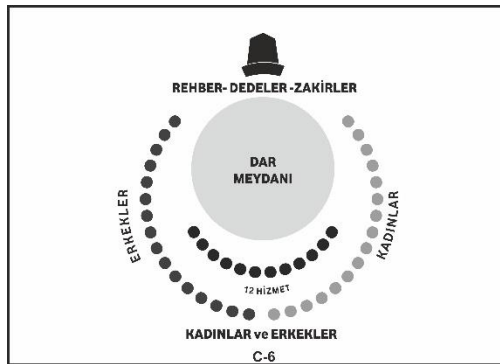 REHBER- DEDELER -ZAKİRLER
DAR
MEYDANI
ERKEKLER
KADINLAR
12 HİZMET
KADINLAR ve ERKEKLER
C-6